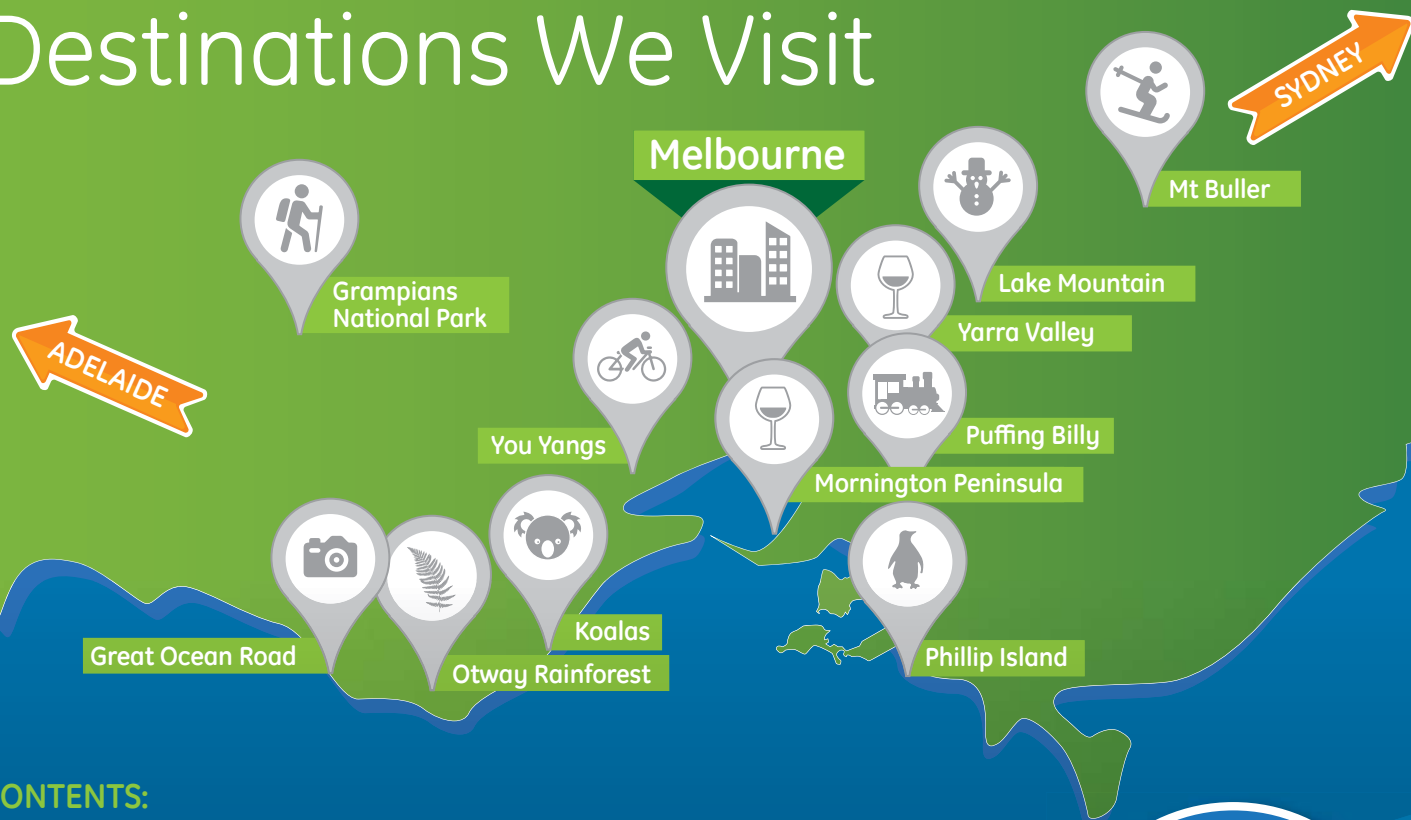 Destinations We Visit
SYDNEY
Melbourne
Mt Buller
Lake Mountain
Grampians
National Park
Yarra Valley
ADELAIDE
You Yangs
Puffing Billy
Mornington Peninsula
Koalas
Great Ocean Road
Otway Rainforest
Phillip Island
ONTENTS: